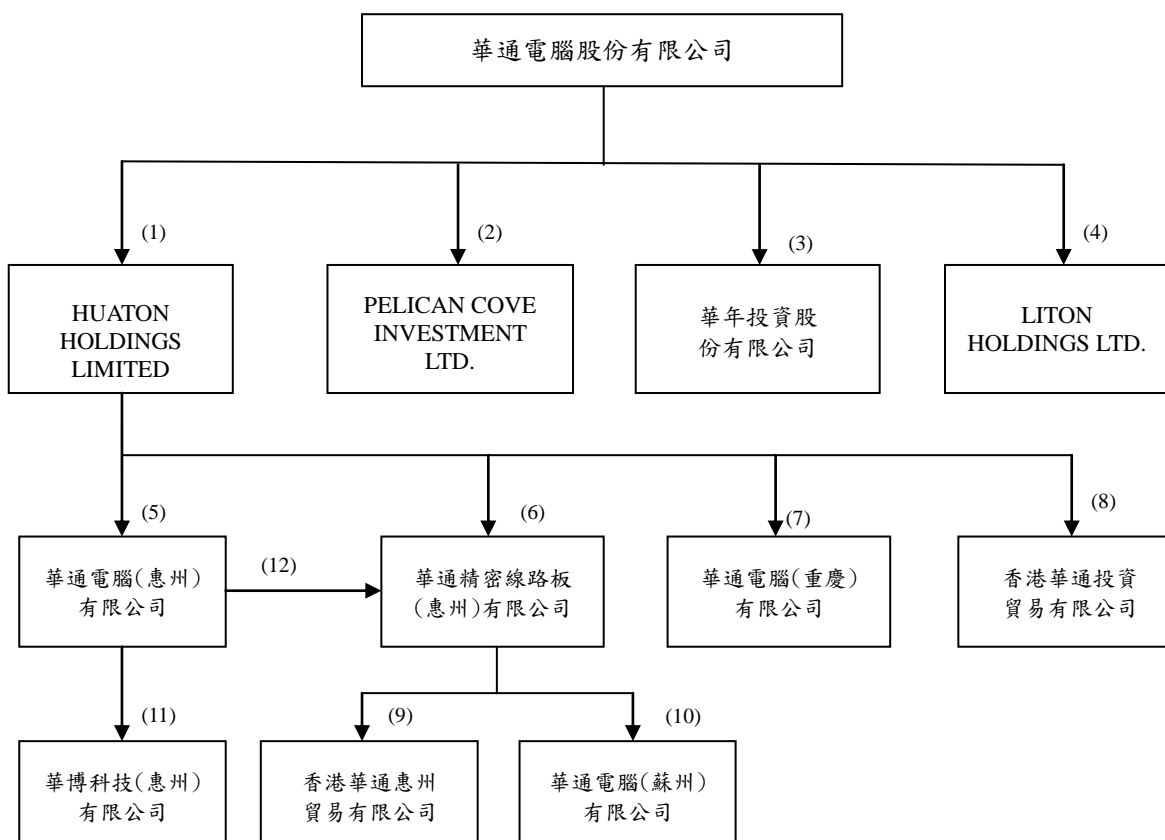 華通電腦股份有限公司
(1)
(2)
(3)
(4)
HUATON
HOLDINGS
LIMITED
PELICAN COVE
INVESTMENT
LTD.
華年投資股
份有限公司
LITON
HOLDINGS LTD.
(5)
(6)
(7)
(8)
華通電腦(惠州)
有限公司
(12)
華通精密線路板
(惠州)有限公司
華通電腦(重慶)
有限公司
香港華通投資
貿易有限公司
(11)
(9)
(10)
華博科技(惠州)
有限公司
香港華通惠州
貿易有限公司
華通電腦(蘇州)
有限公司